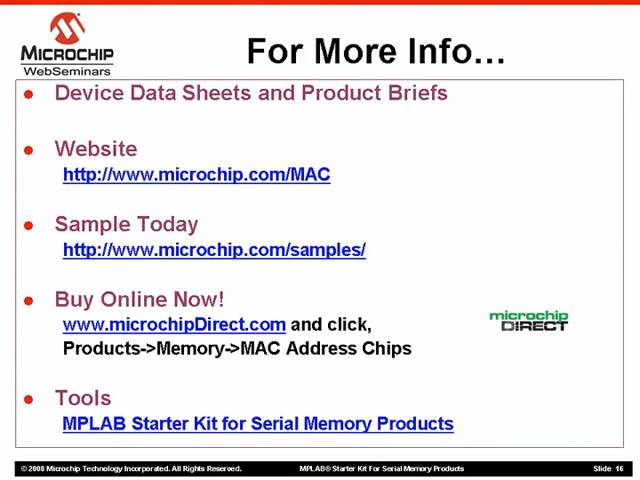 MICROCHIP
WebSeminars
For More Info…
● Device Data Sheets and Product Briefs
● Website
http://www.microchip.com/MAC
● Sample Today
http://www.microchip.com/samples/
● Buy Online Now!
www.microchipDirect.com and click,
Products->Memory->MAC Address Chips
microchip
DIRECT
● Tools
MPLAB Starter Kit for Serial Memory Products
© 2008 Microchip Technology Incorporated. All Rights Reserved. MPLAB® Starter Kit For Serial Memory Products Slide 16